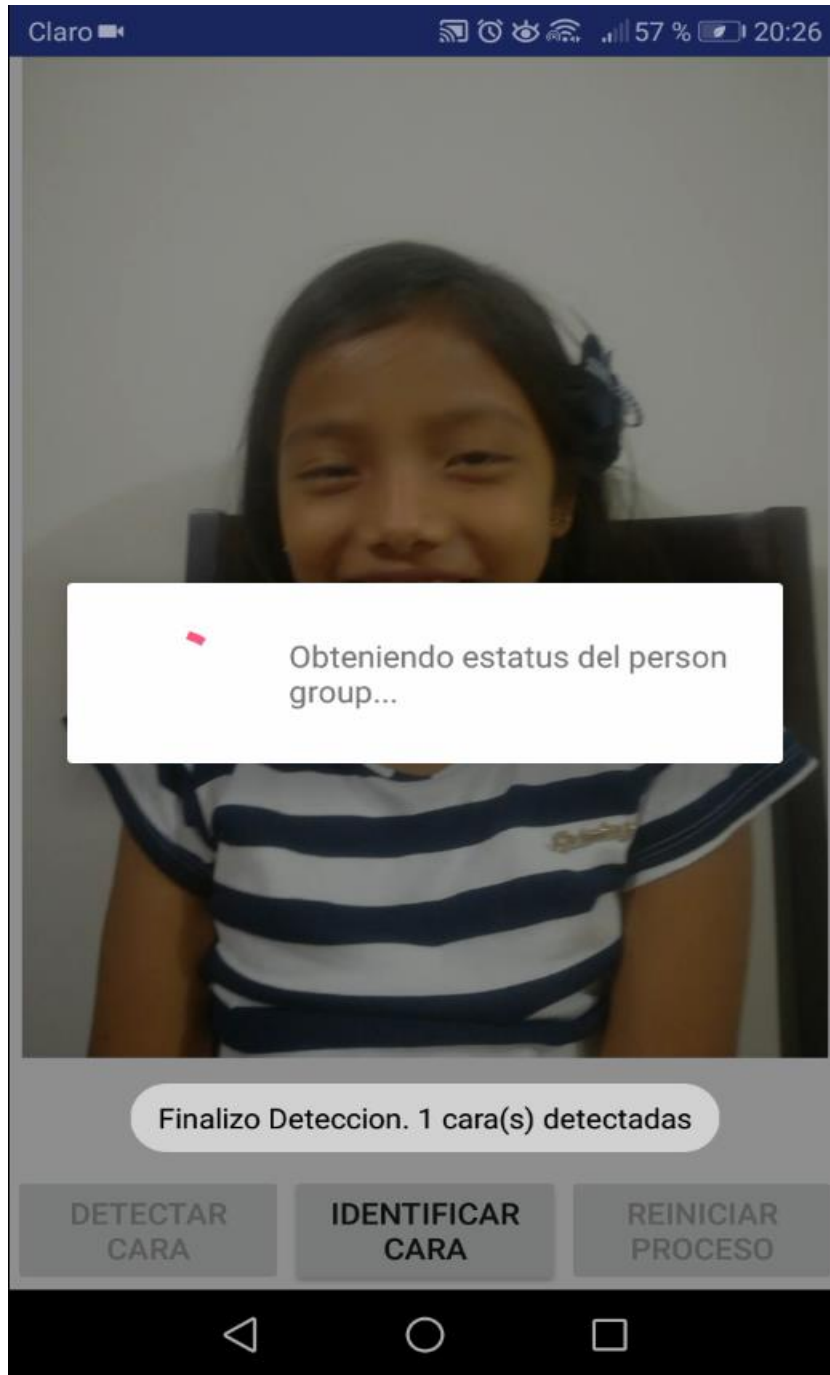 Claro
57 %
20:26
Obteniendo estatus del person
group...
Finalizo Deteccion. 1 cara(s) detectadas
DETECTAR
CARA
IDENTIFICAR
CARA
REINICIAR
PROCESO